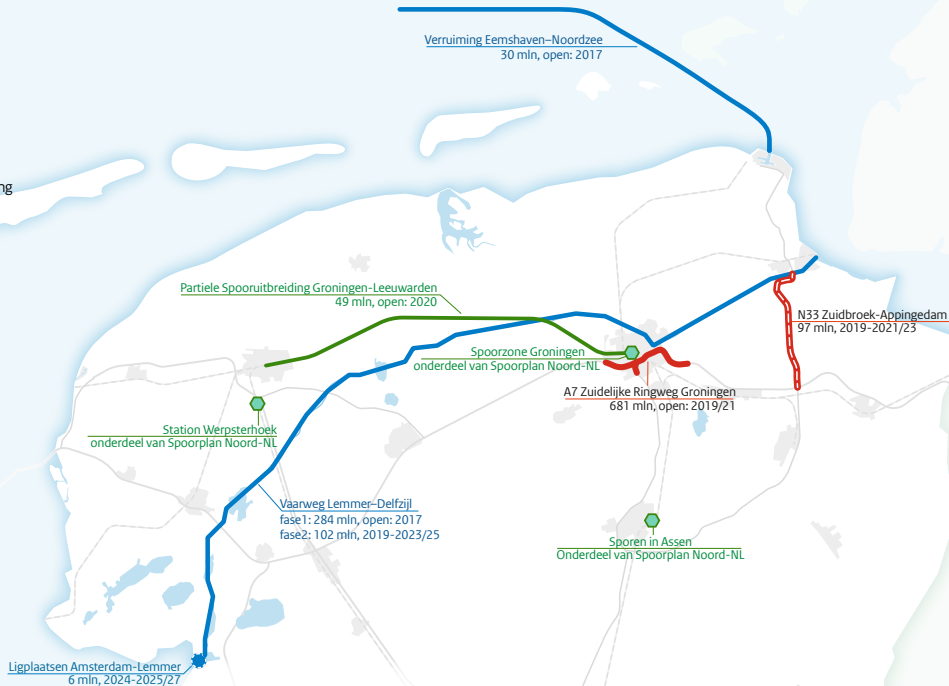 Verruiming Eemshaven–Noordzee
30 mln, open: 2017
ng
Partiele Spooruitbreiding Groningen-Leeuwarden
49 mln, open: 2020
N33 Zuidbroek-Appingedam
97 mln, 2019-2021/23
Spoorzone Groningen
onderdeel van Spoorplan Noord-NL
A7 Zuidelijke Ringweg Groningen
681 mln, open: 2019/21
Station Werpsterhoek
onderdeel van Spoorplan Noord-NL
Vaarweg Lemmer–Delfzijl
fase1: 284 mln, open: 2017
fase2: 102 mln, 2019-2023/25
Sporen in Assen
Onderdeel van Spoorplan Noord-NL
Ligplaatsen Amsterdam-Lemmer
6 mln, 2024-2025/27